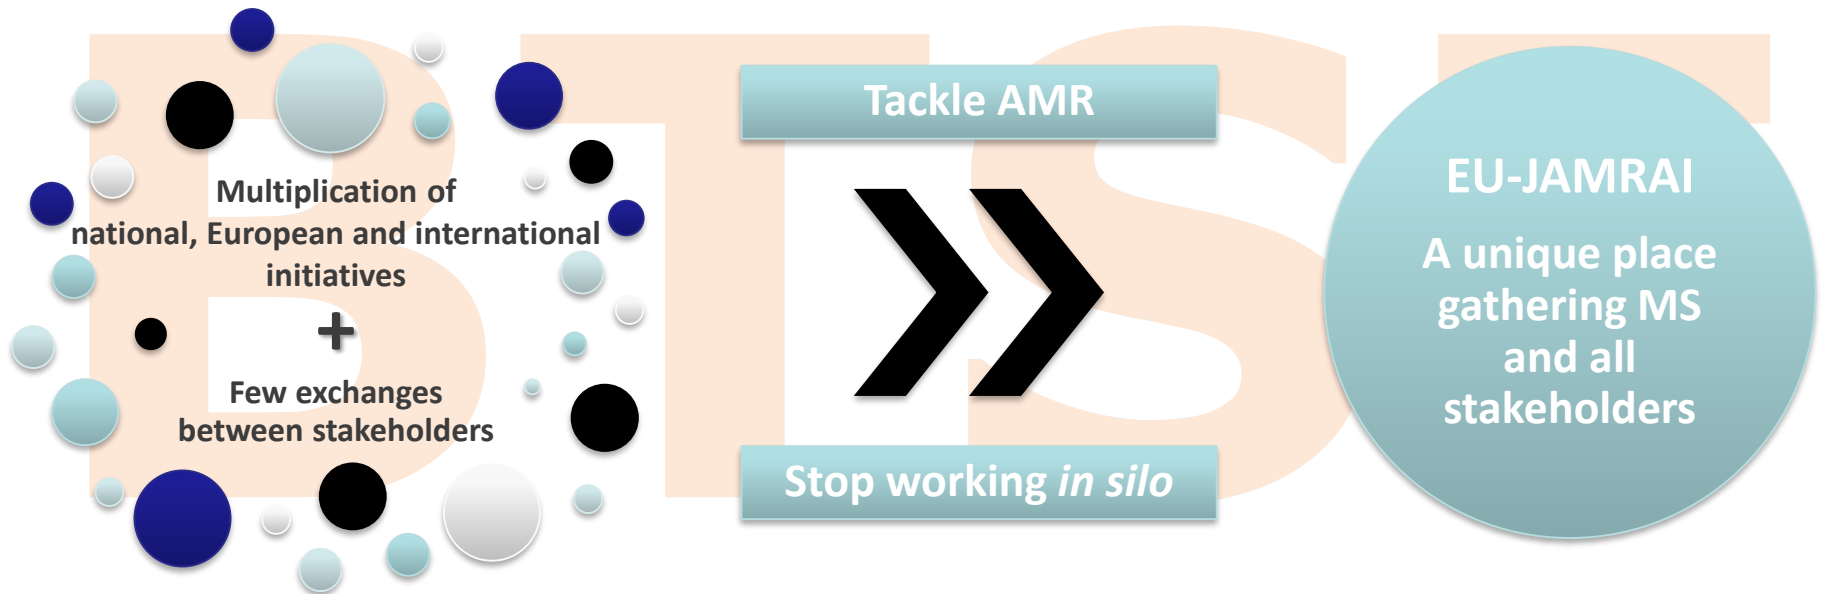 BTST
Multiplication of
national, European and international
initiatives
+
Few exchanges
between stakeholders
Tackle AMR
Stop working in silo
EU-JAMRAI
A unique place
gathering MS
and all
stakeholders